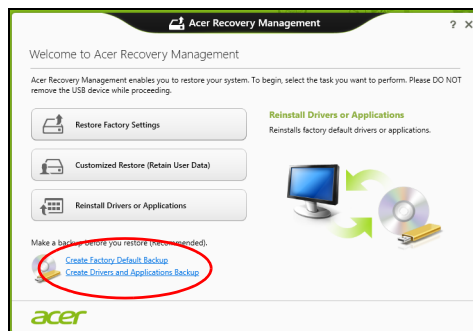 Acer Recovery Management
? X
Welcome to Acer Recovery Management
Acer Recovery Management enables you to restore your system. To begin, select the task you want to perform. Please DO NOT
remove the USB device while proceeding.
Restore Factory Settings
Customized Restore (Retain User Data)
Reinstall Drivers or Applications
Reinstall Drivers or Applications
Reinstalls factory default drivers or applications.
Make a backup before you restore (Recommended).
Create Factory Default Backup
Create Drivers and Applications Backup
acer